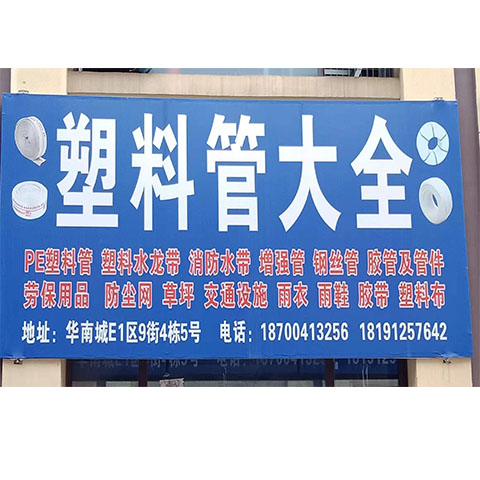 塑料管大全
PE塑料管 塑料水龙带 消防水带 增强管 钢丝管 胶管及管件
劳保用品 防尘网 草坪 交通设施 雨衣 雨鞋 胶带 塑料布
地址：华南城E1区9街4栋5号 电话：18700413256 18191257642